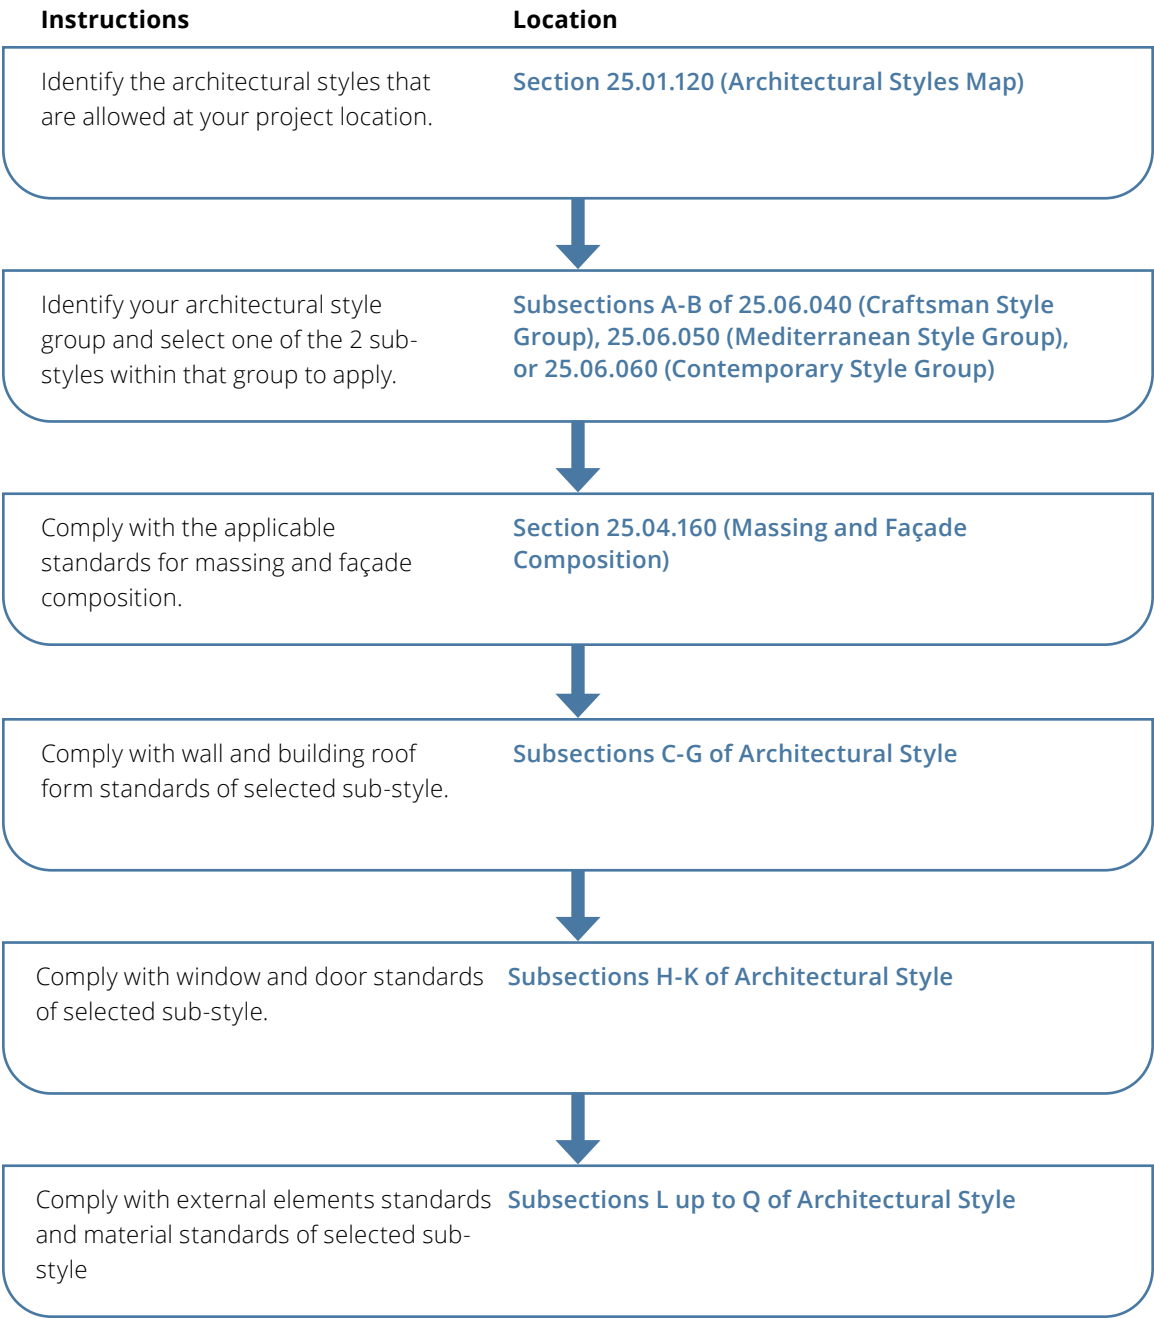 Instructions
Location
Identify the architectural styles that
are allowed at your project location.
Section 25.01.120 (Architectural Styles Map)
Identify your architectural style
group and select one of the 2 sub-
styles within that group to apply.
Subsections A-B of 25.06.040 (Craftsman Style
Group), 25.06.050 (Mediterranean Style Group),
or 25.06.060 (Contemporary Style Group)
Comply with the applicable
standards for massing and façade
composition.
Section 25.04.160 (Massing and Façade
Composition)
Comply with wall and building roof
form standards of selected sub-style.
Subsections C-G of Architectural Style
Comply with window and door standards
of selected sub-style.
Subsections H-K of Architectural Style
Comply with external elements standards
and material standards of selected sub-
style
Subsections L up to Q of Architectural Style